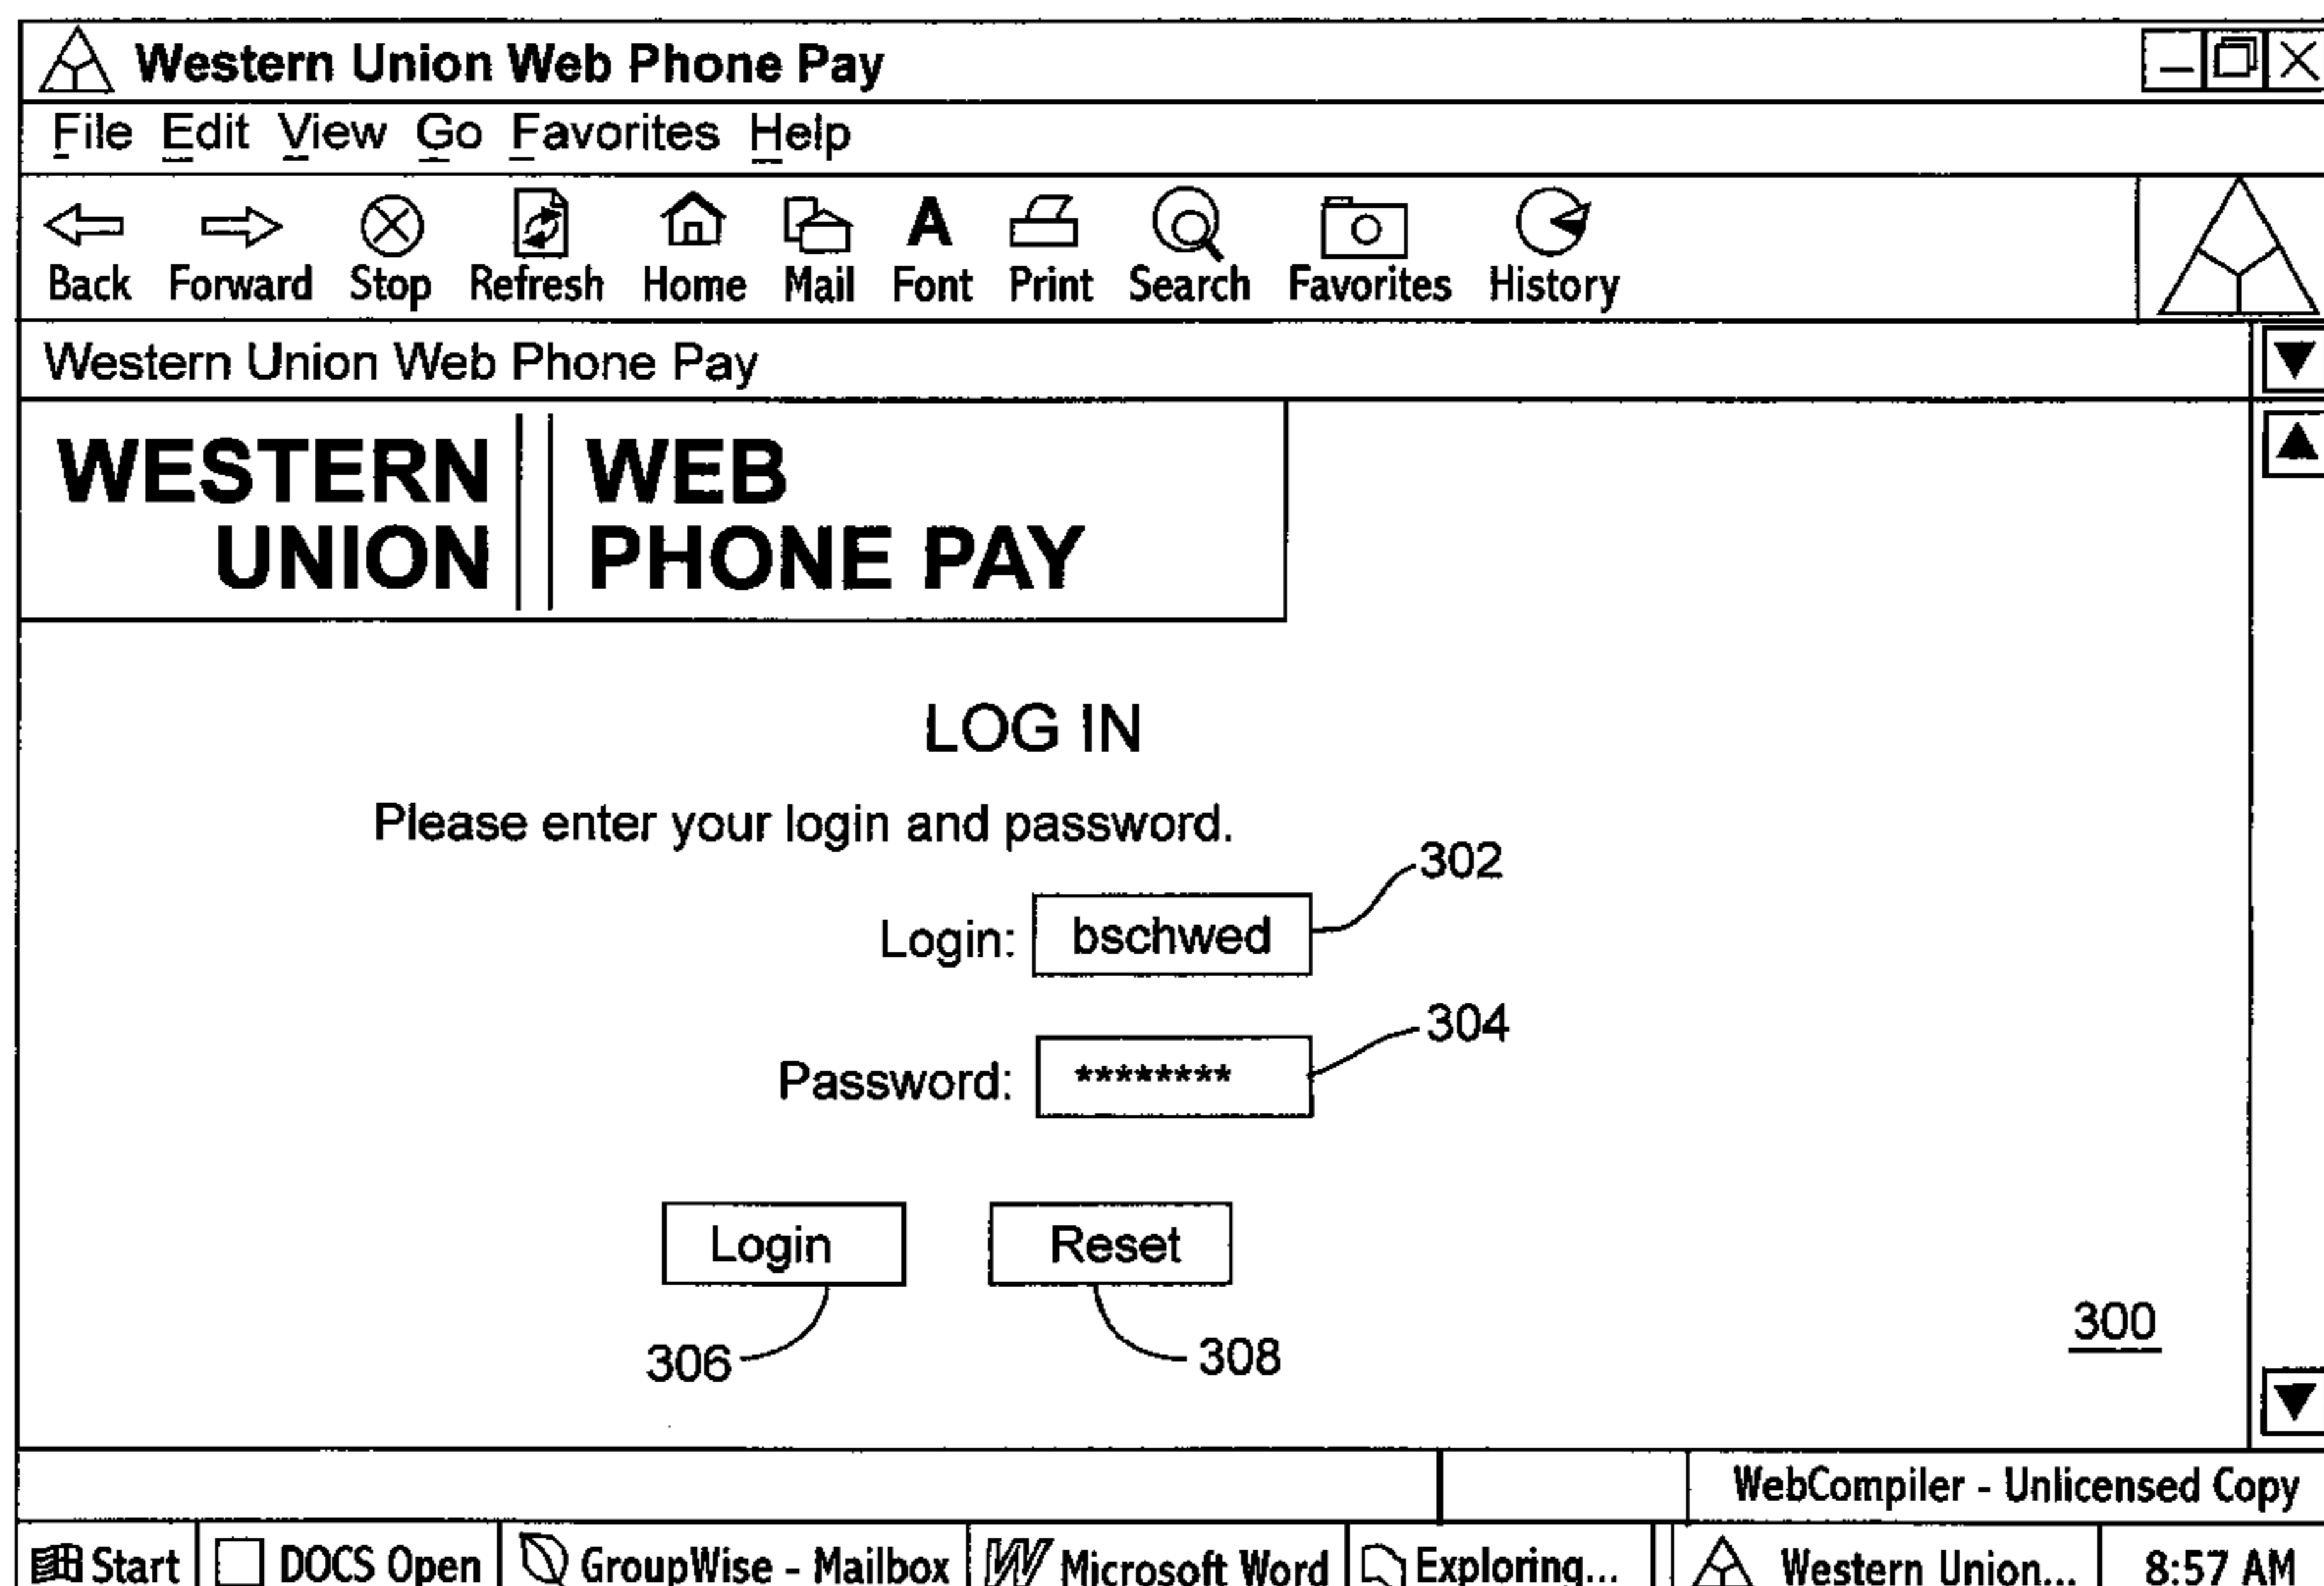 Western Union Web Phone Pay
File Edit View Go Favorites Help
A
Back Forward Stop Refresh Home Mail Font Print Search Favorites History
Western Union Web Phone Pay
WESTERN UNION
WEB PHONE PAY
LOG IN
Please enter your login and password.
302
Login: bschwed
304
Password: ********
Login Reset
306 308
300
WebCompiler - Unlicensed Copy
Start DOCS Open GroupWise - Mailbox W Microsoft Word Exploring... Western Union... 8:57 AM